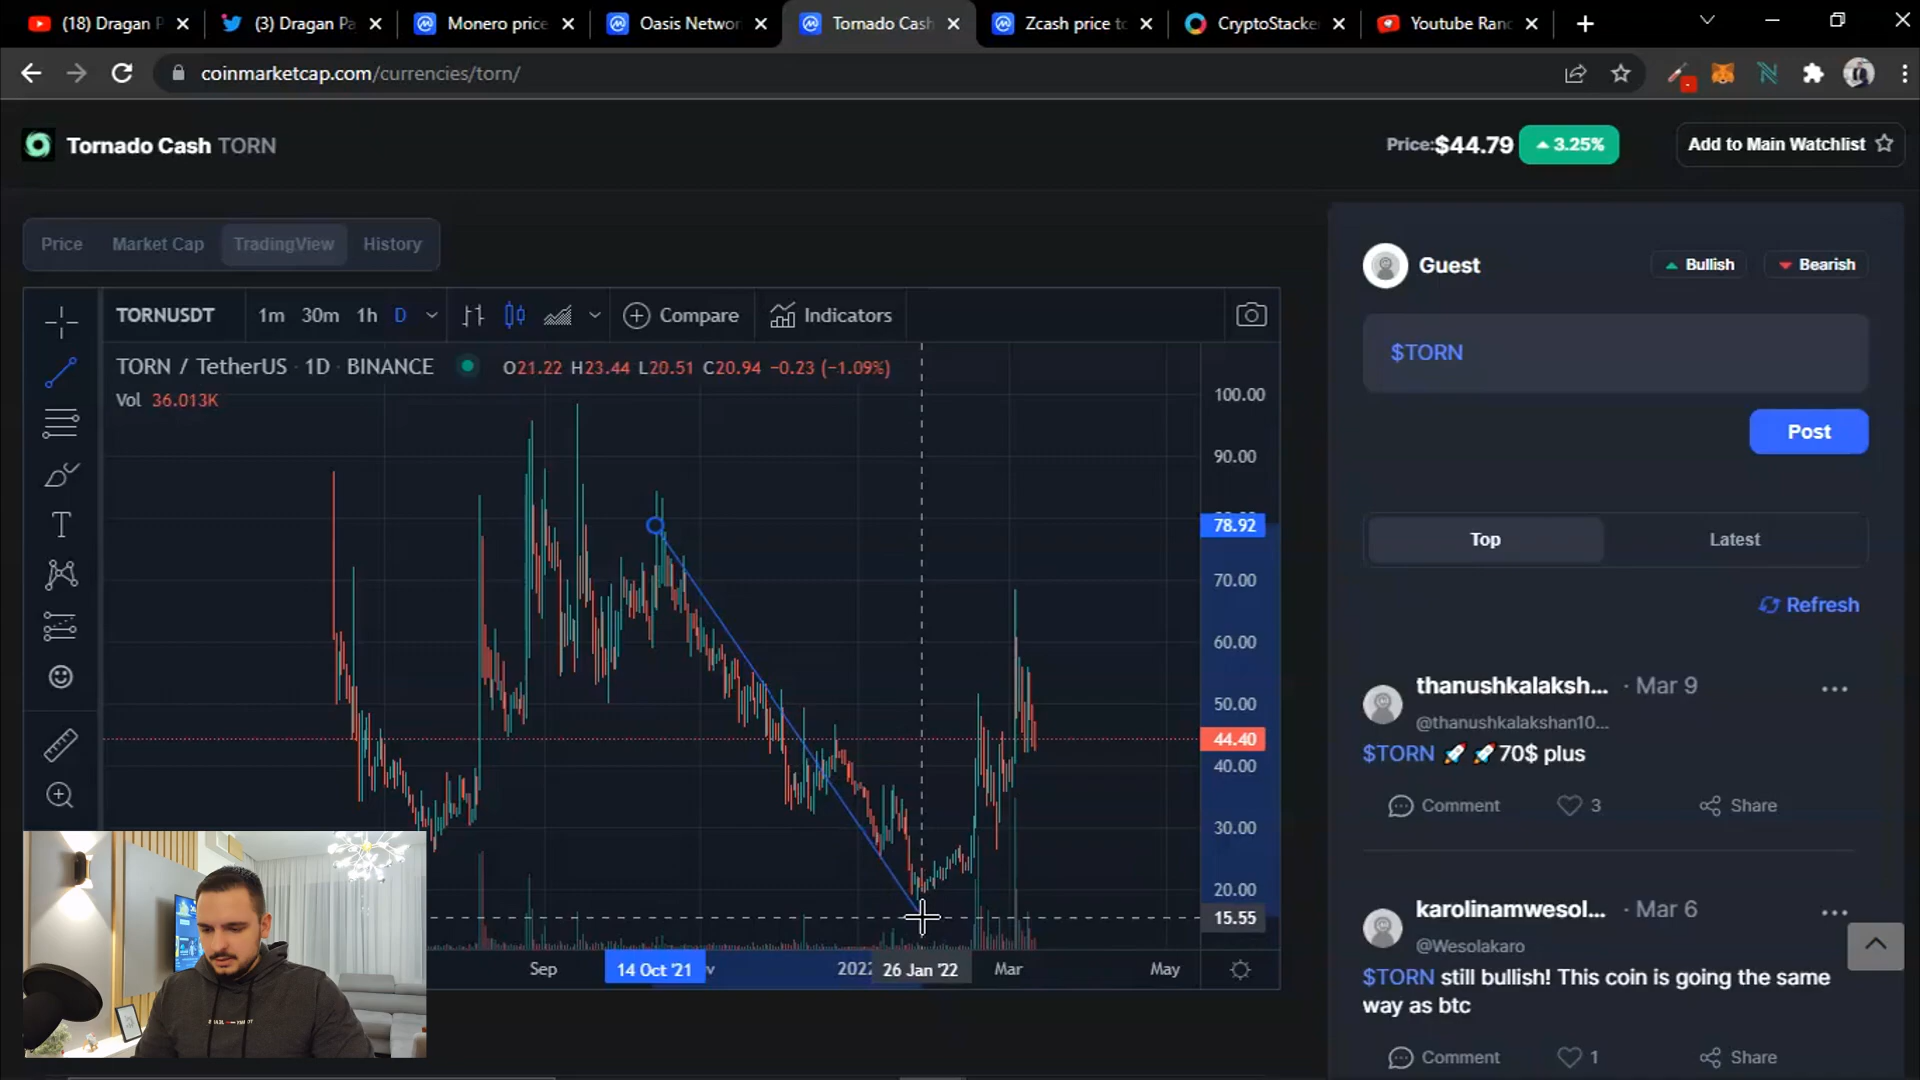 (18) Dragan P
(3) Dragan Pa
Monero price
Oasis Networ
Tornado Cash
Zcash price to
CryptoStacke
Youtube Ranc
coinmarketcap.com/currencies/torn/
Tornado Cash TORN
Price:$44.79 3.25%
Add to Main Watchlist
Price Market Cap TradingView History
TORNUSDT 1m 30m 1h D Compare Indicators
TORN / TetherUS · 1D · BINANCE O21.22 H23.44 L20.51 C20.94 −0.23 (−1.09%)
Vol 36.013K
100.00
90.00
78.92
70.00
60.00
50.00
44.40
40.00
30.00
20.00
15.55
Sep 14 Oct '21 v 2022 26 Jan '22 Mar May
Guest Bullish Bearish
$TORN
Post
Top Latest
Refresh
thanushkalaksh... · Mar 9
@thanushkalakshan10...
$TORN 🚀 🚀70$ plus
Comment 3 Share
karolinamwesol... · Mar 6
@Wesolakaro
$TORN still bullish! This coin is going the same
way as btc
Comment 1 Share